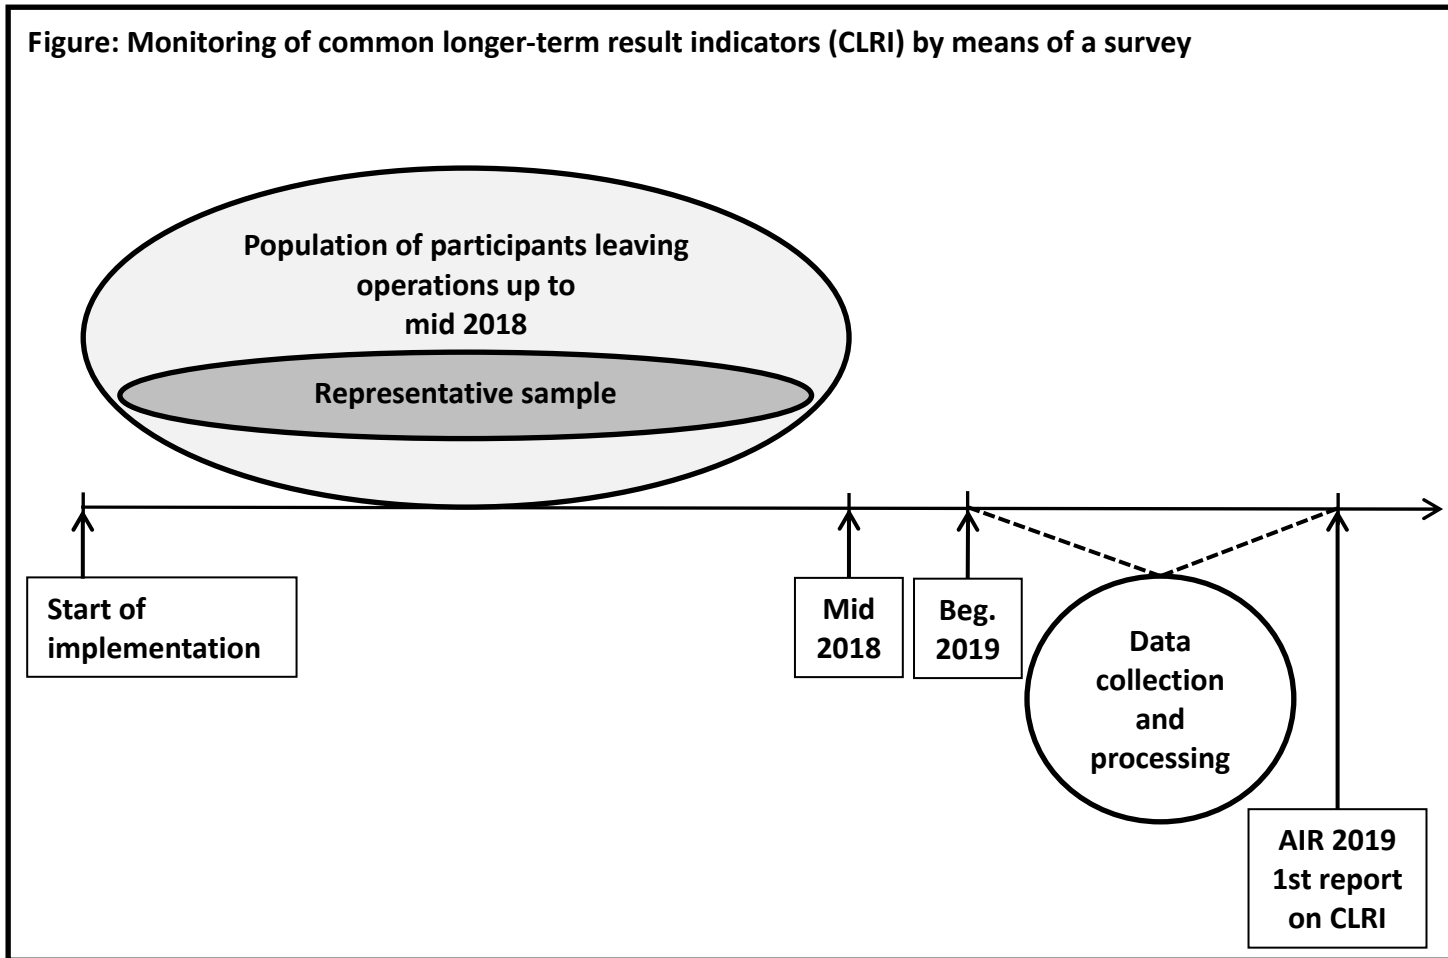 Figure: Monitoring of common longer-term result indicators (CLRI) by means of a survey
Population of participants leaving
operations up to
mid 2018
Representative sample
Start of
implementation
Mid
2018
Beg.
2019
Data
collection
and
processing
AIR 2019
1st report
on CLRI